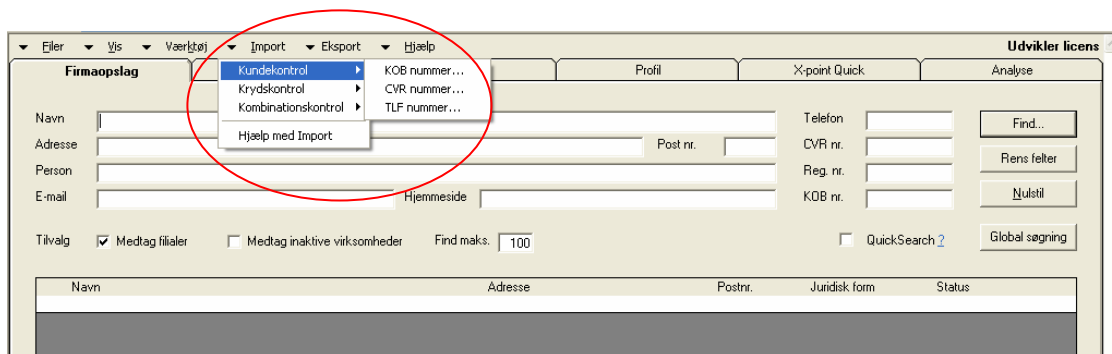 Filer Vis Værktøj Import Eksport Hjælp Udvikler licens
Firmaopslag Profil X-point Quick Analyse
Kundekontrol KOB nummer...
Krydskontrol CVR nummer...
Kombinationskontrol TLF nummer...
Hjælp med Import
Navn Telefon Find...
Adresse Post nr. CVR nr.
Person Reg. nr. Rens felter
E-mail Hjemmeside KOB nr. Nulstil
Tilvalg Medtag filialer Medtag inaktive virksomheder Find maks. 100 QuickSearch ? Global søgning
Navn Adresse Postnr. Juridisk form Status